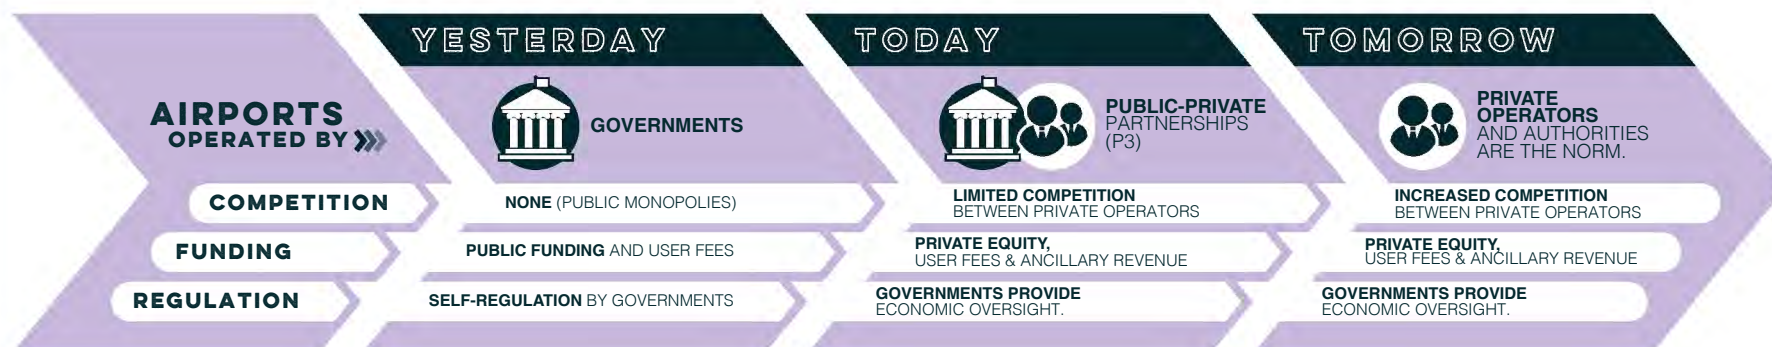 YESTERDAY
TODAY
TOMORROW
AIRPORTS
OPERATED BY
GOVERNMENTS
PUBLIC-PRIVATE
PARTNERSHIPS
(P3)
PRIVATE
OPERATORS
AND AUTHORITIES
ARE THE NORM.
COMPETITION
NONE (PUBLIC MONOPOLIES)
LIMITED COMPETITION
BETWEEN PRIVATE OPERATORS
INCREASED COMPETITION
BETWEEN PRIVATE OPERATORS
FUNDING
PUBLIC FUNDING AND USER FEES
PRIVATE EQUITY,
USER FEES & ANCILLARY REVENUE
PRIVATE EQUITY,
USER FEES & ANCILLARY REVENUE
REGULATION
SELF-REGULATION BY GOVERNMENTS
GOVERNMENTS PROVIDE
ECONOMIC OVERSIGHT.
GOVERNMENTS PROVIDE
ECONOMIC OVERSIGHT.